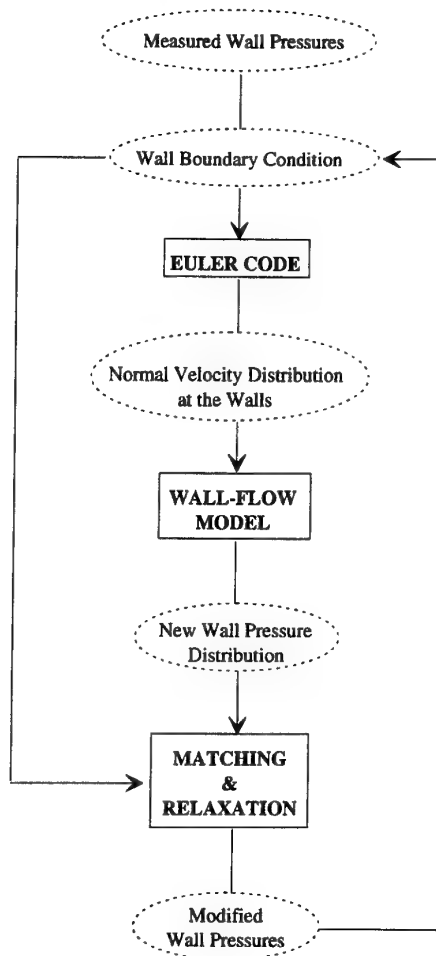 Measured Wall Pressures
Wall Boundary Condition
EULER CODE
Normal Velocity Distribution
at the Walls
WALL-FLOW
MODEL
New Wall Pressure
Distribution
MATCHING
&
RELAXATION
Modified
Wall Pressures